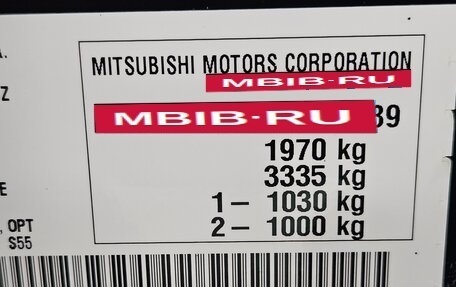 A.
MITSUBISHI MOTORS CORPORATION
MBIB-RU
Z
MBIB-RU 39
1970 kg
3335 kg
E
1– 1030 kg
, OPT
2– 1000 kg
S55